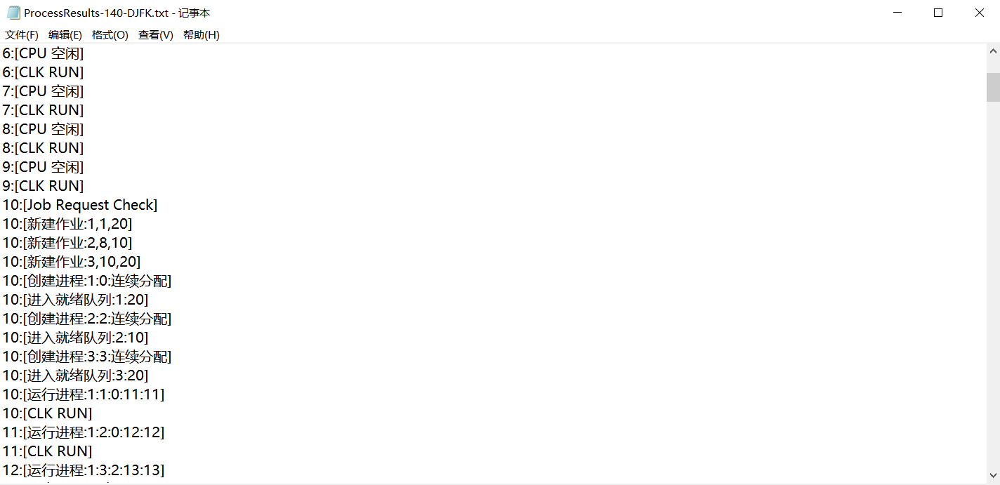 ProcessResults-140-DJFK.txt - 记事本
文件(F) 编辑(E) 格式(O) 查看(V) 帮助(H)
6:[CPU 空闲]
6:[CLK RUN]
7:[CPU 空闲]
7:[CLK RUN]
8:[CPU 空闲]
8:[CLK RUN]
9:[CPU 空闲]
9:[CLK RUN]
10:[Job Request Check]
10:[新建作业:1,1,20]
10:[新建作业:2,8,10]
10:[新建作业:3,10,20]
10:[创建进程:1:0:连续分配]
10:[进入就绪队列:1:20]
10:[创建进程:2:2:连续分配]
10:[进入就绪队列:2:10]
10:[创建进程:3:3:连续分配]
10:[进入就绪队列:3:20]
10:[运行进程:1:1:0:11:11]
10:[CLK RUN]
11:[运行进程:1:2:0:12:12]
11:[CLK RUN]
12:[运行进程:1:3:2:13:13]